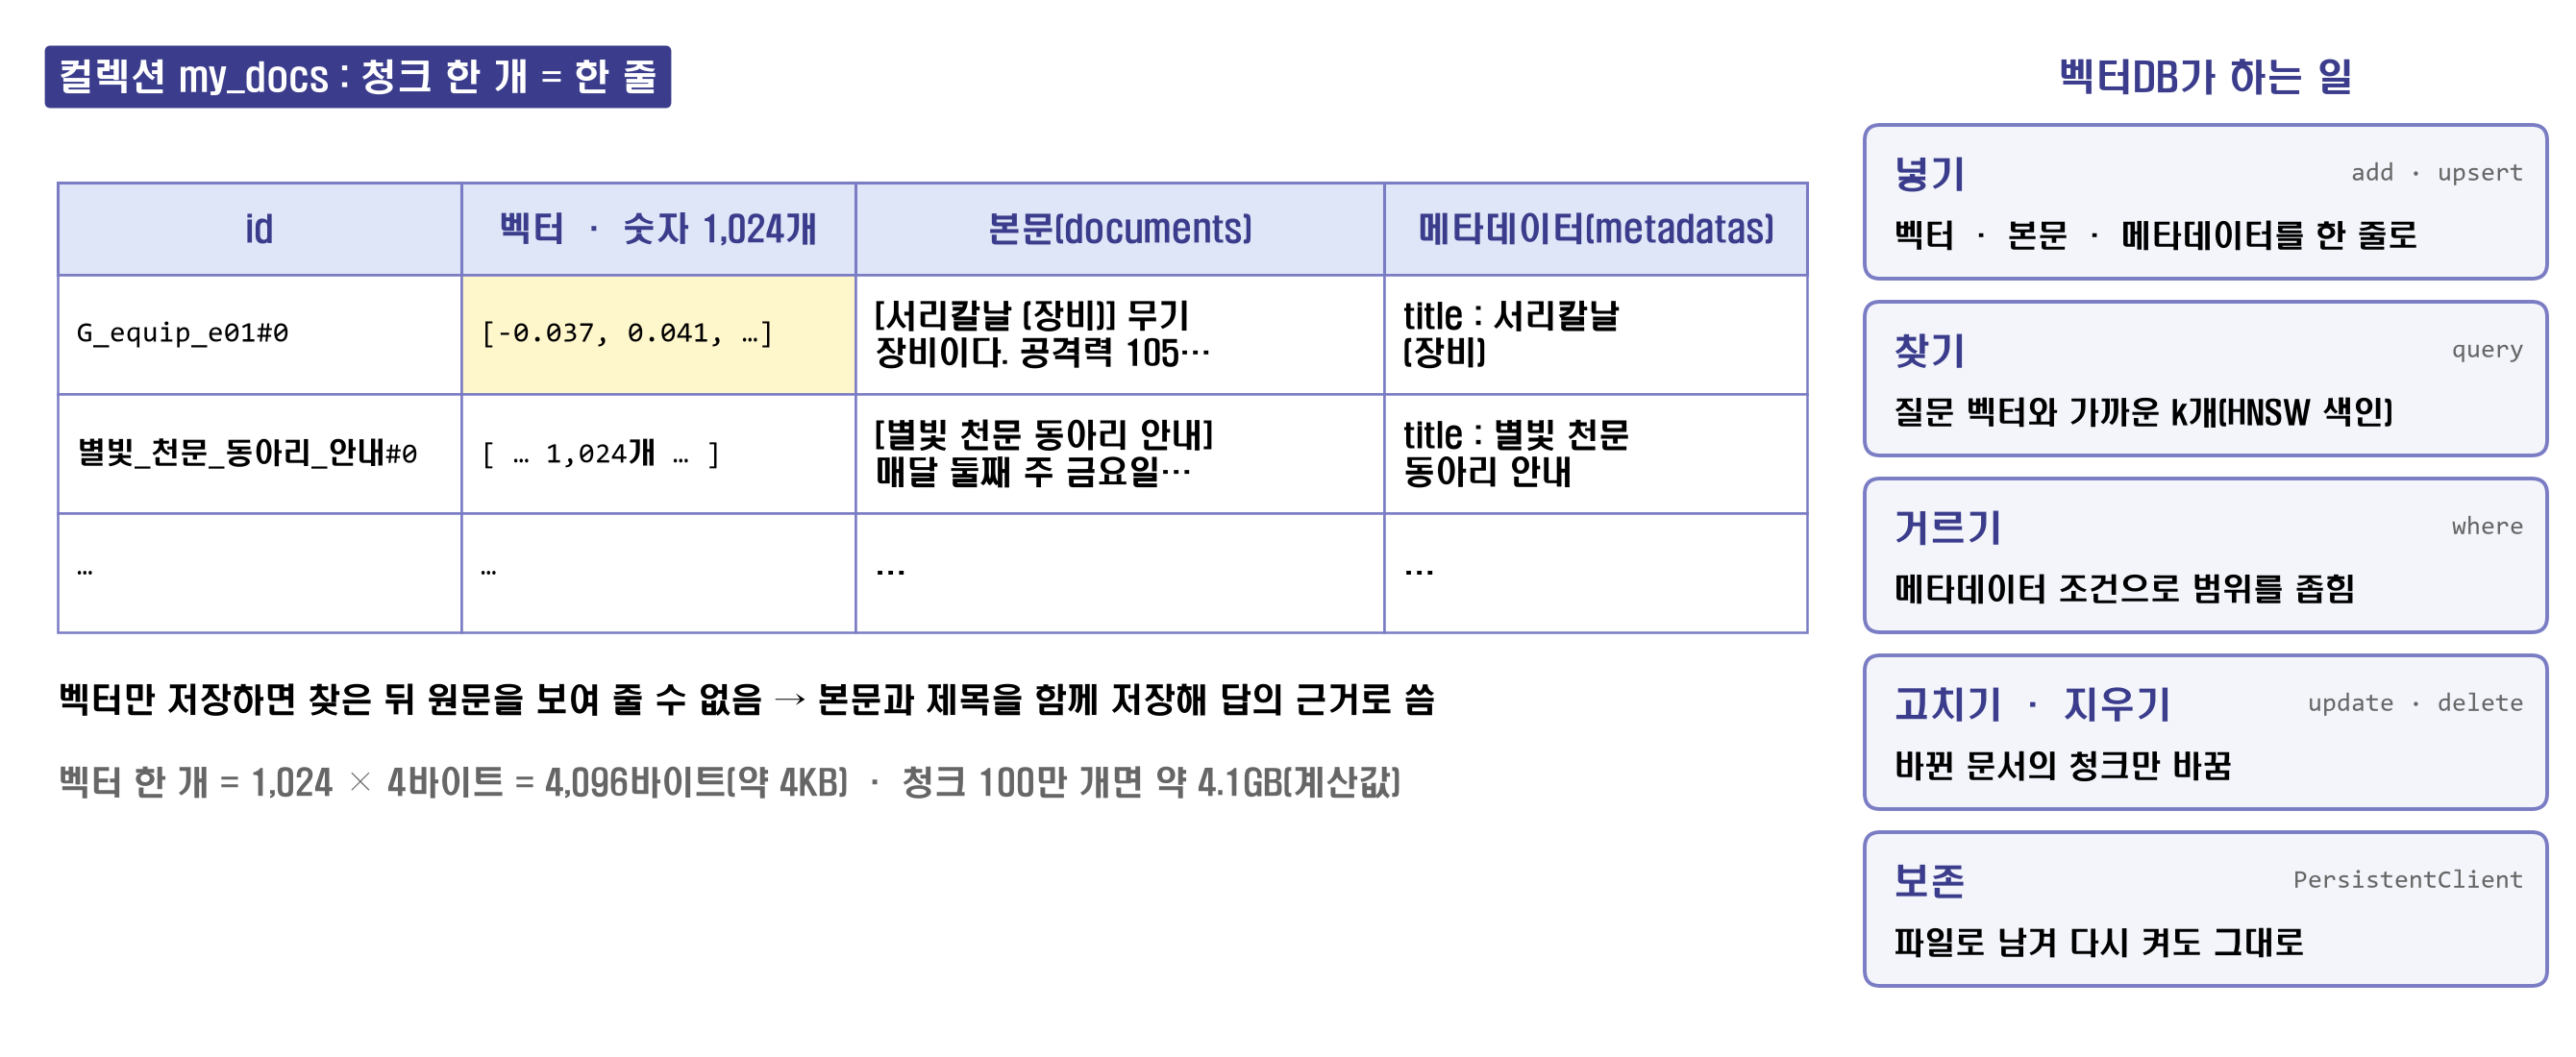 컬렉션 my_docs : 청크 한 개 = 한 줄
id
벡터 · 숫자 1,024개
본문(documents)
메타데이터(metadatas)
G_equip_e01#0
[-0.037, 0.041, …]
[서리칼날 (장비)] 무기
장비이다. 공격력 105…
title : 서리칼날
(장비)
별빛_천문_동아리_안내#0
[ … 1,024개 … ]
[별빛 천문 동아리 안내]
매달 둘째 주 금요일…
title : 별빛 천문
동아리 안내
…
…
…
…
벡터만 저장하면 찾은 뒤 원문을 보여 줄 수 없음 → 본문과 제목을 함께 저장해 답의 근거로 씀
벡터 한 개 = 1,024 × 4바이트 = 4,096바이트(약 4KB) · 청크 100만 개면 약 4.1GB(계산값)
벡터DB가 하는 일
넣기
add · upsert
벡터 · 본문 · 메타데이터를 한 줄로
찾기
query
질문 벡터와 가까운 k개(HNSW 색인)
거르기
where
메타데이터 조건으로 범위를 좁힘
고치기 · 지우기
update · delete
바뀐 문서의 청크만 바꿈
보존
PersistentClient
파일로 남겨 다시 켜도 그대로